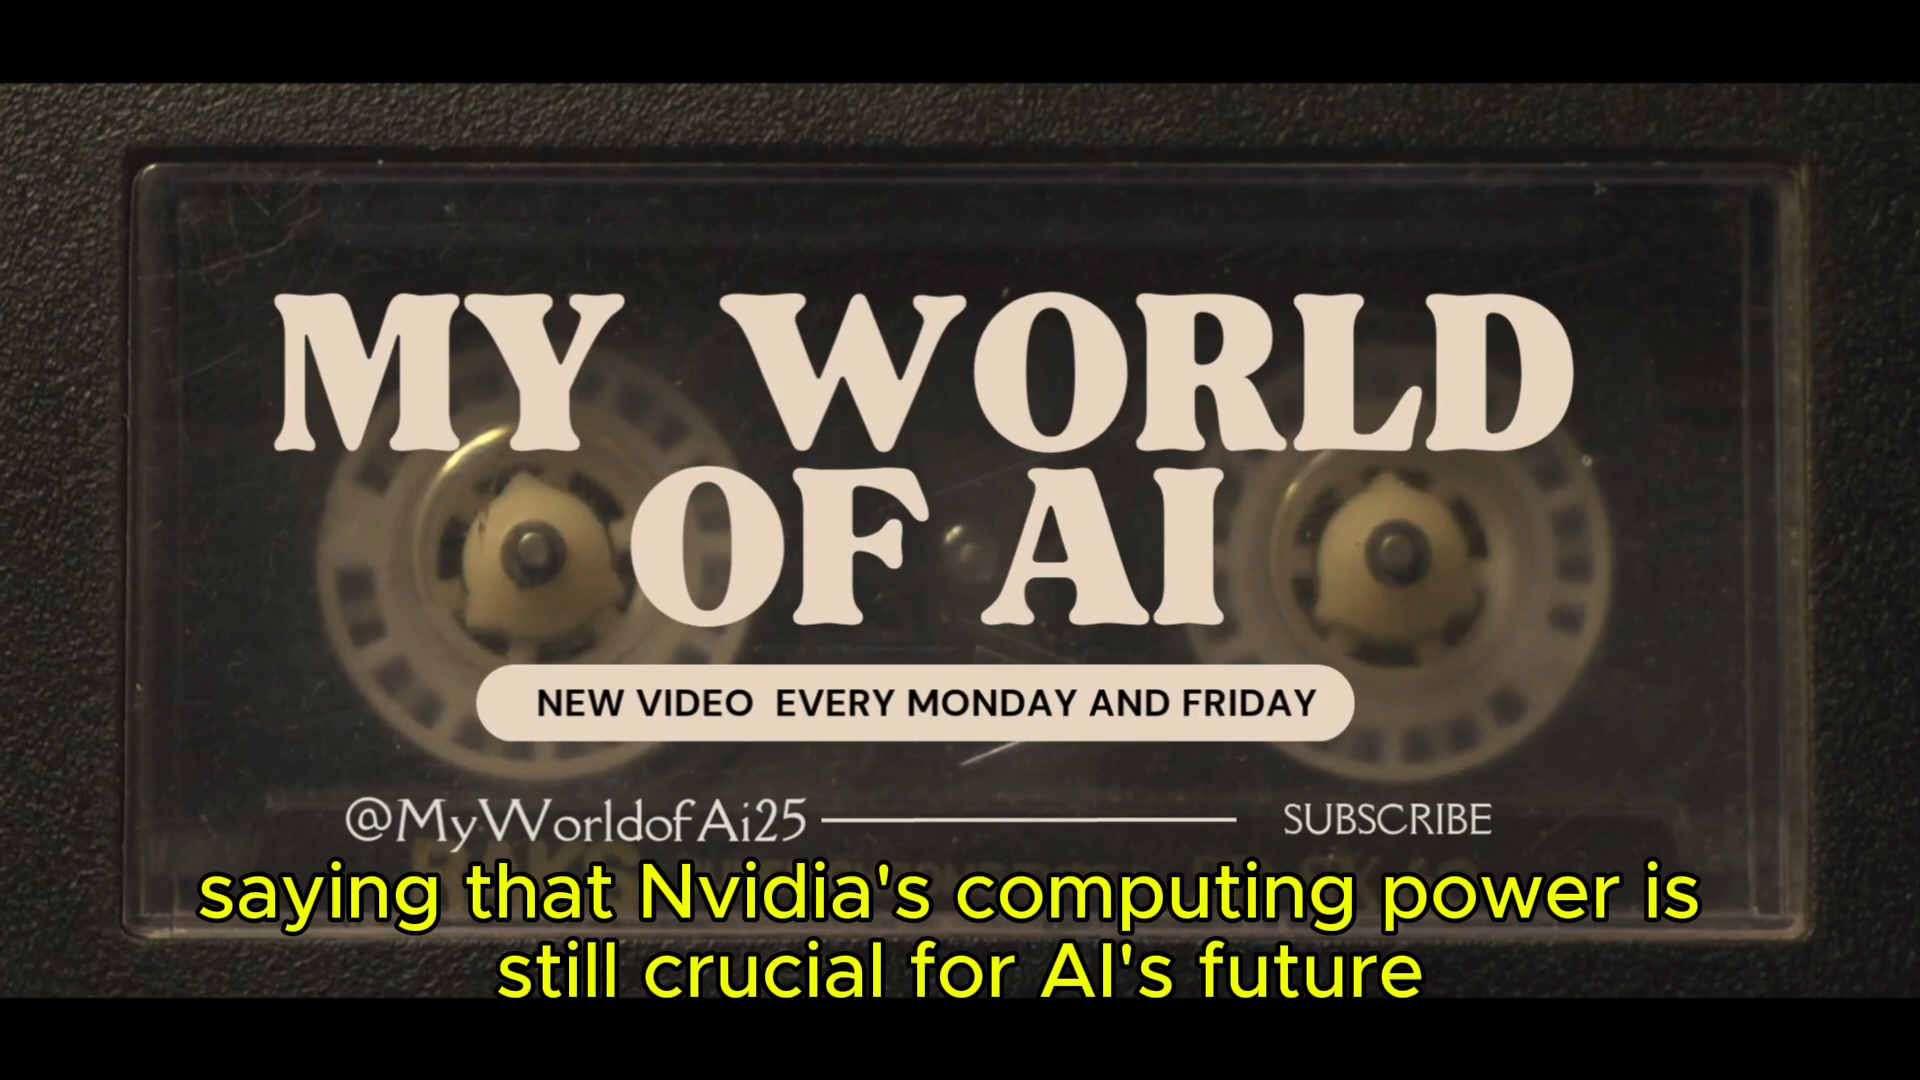 MY WORLD
OF AI
NEW VIDEO EVERY MONDAY AND FRIDAY
@MyWorldofAi25
SUBSCRIBE
saying that Nvidia's computing power is
still crucial for AI's future